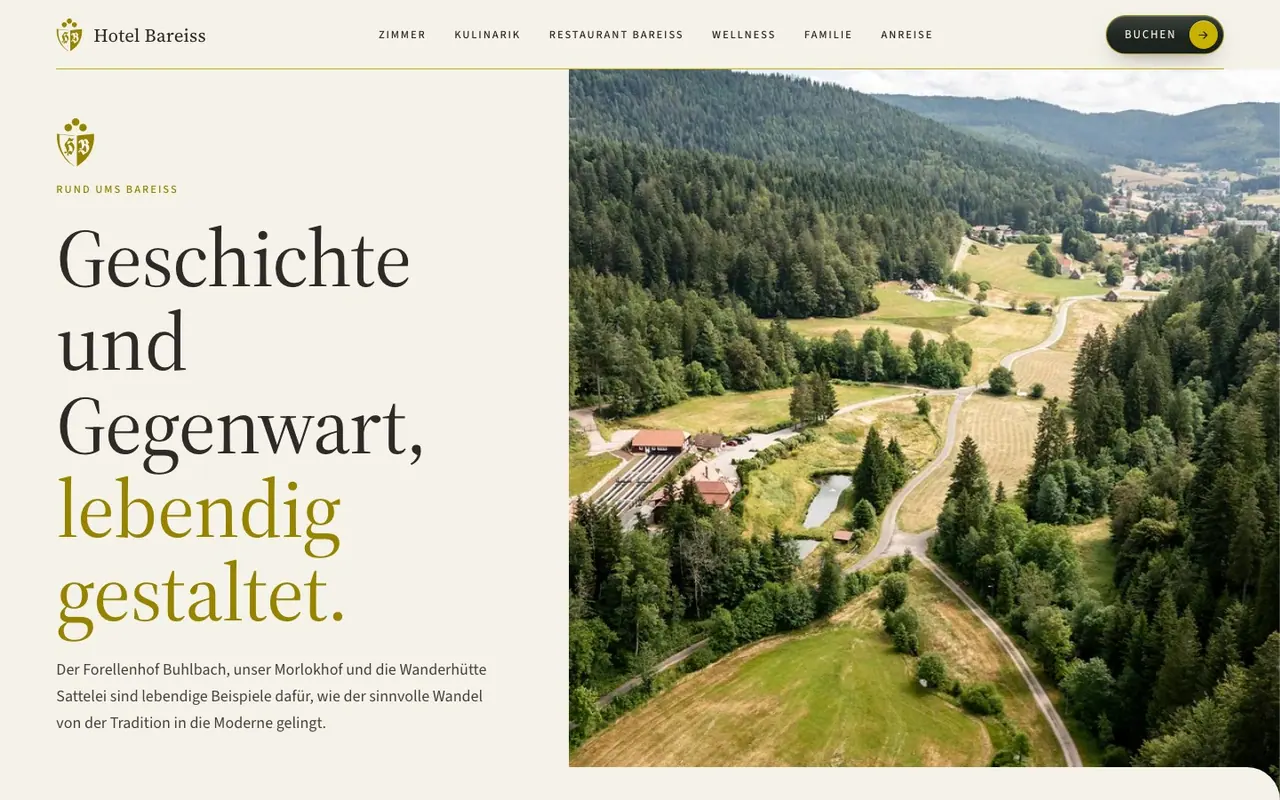 Hotel Bareiss
ZIMMER
KULINARIK
RESTAURANT BAREISS
WELLNESS
FAMILIE
ANREISE
BUCHEN
RUND UMS BAREISS
Geschichte
und
Gegenwart,
lebendig
gestaltet.
Der Forellenhof Buhlbach, unser Morlokhof und die Wanderhütte
Sattelei sind lebendige Beispiele dafür, wie der sinnvolle Wandel
von der Tradition in die Moderne gelingt.